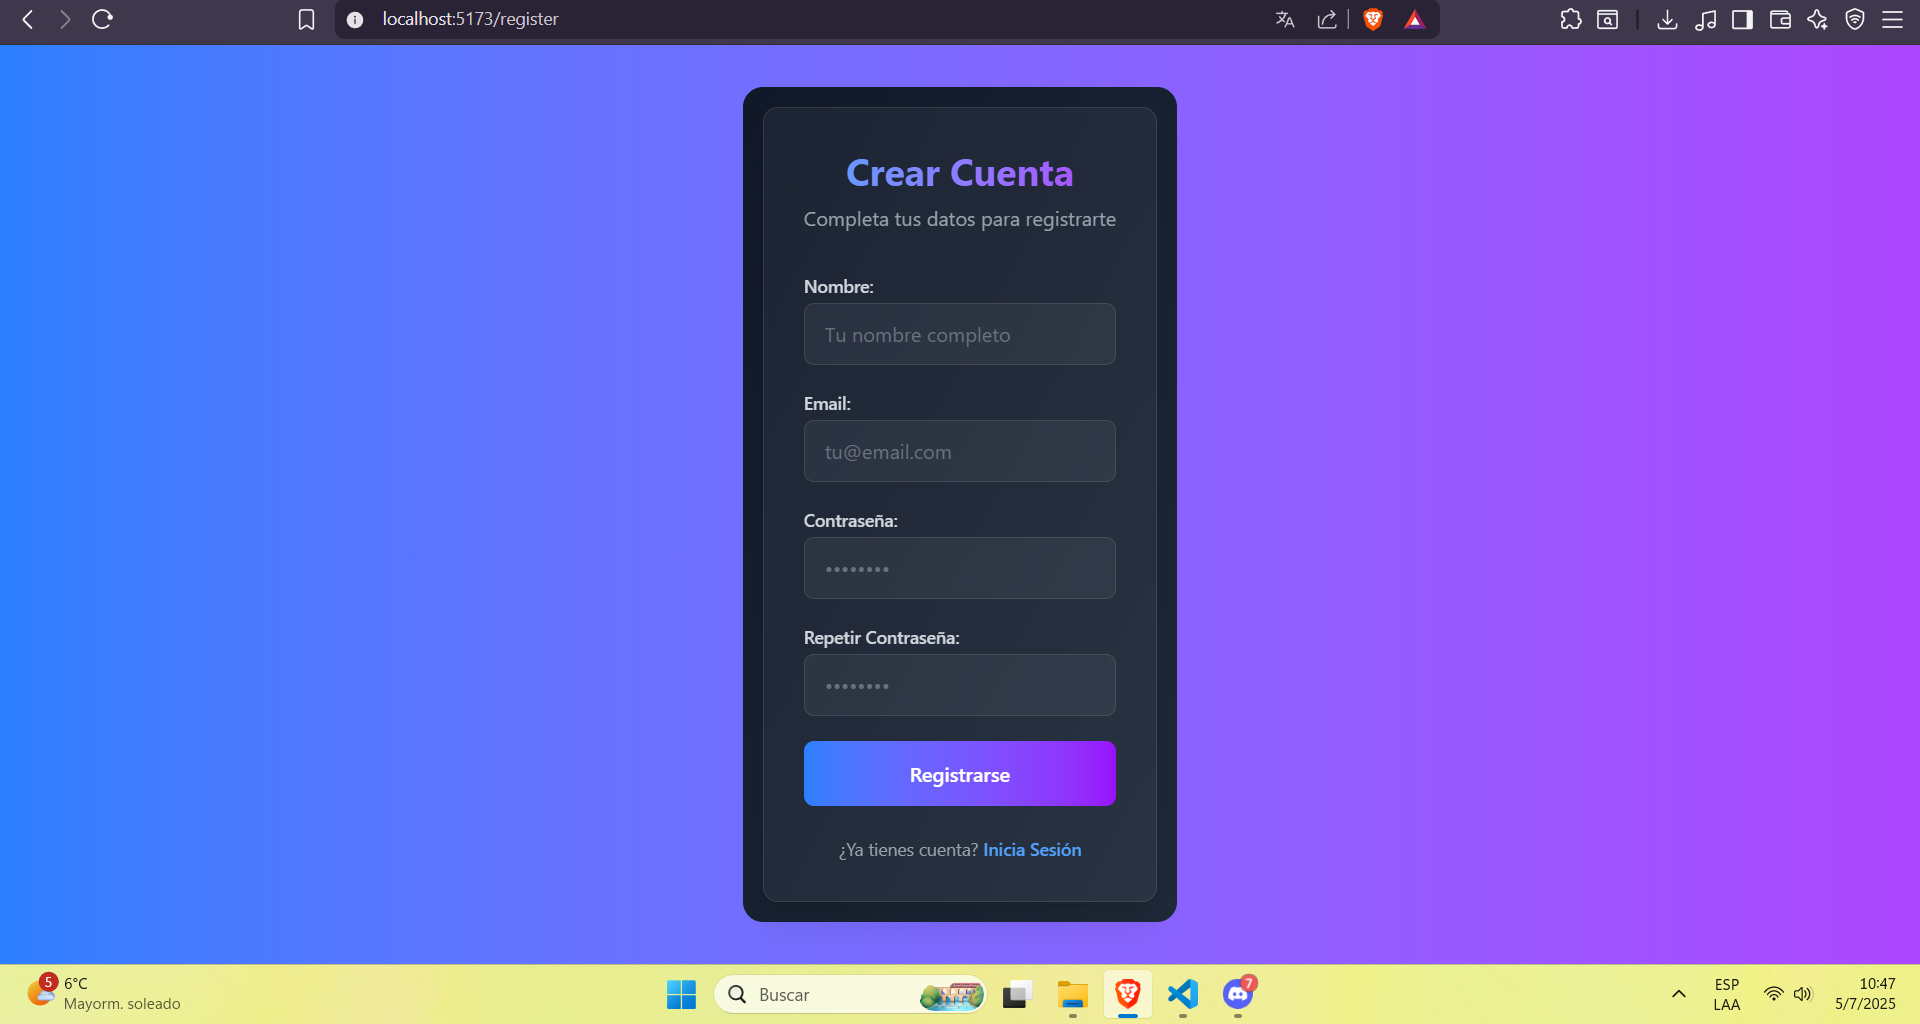 localhost:5173/register
Crear Cuenta
Completa tus datos para registrarte
Nombre:
Tu nombre completo
Email:
tu@email.com
Contraseña:
••••••••
Repetir Contraseña:
••••••••
Registrarse
¿Ya tienes cuenta? Inicia Sesión
5
6°C
Mayorm. soleado
Buscar
7
ESP
LAA
10:47
5/7/2025